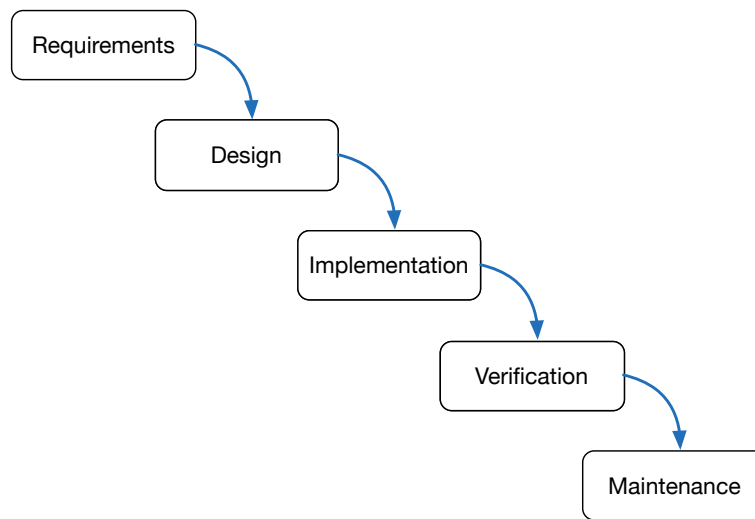 Requirements
Design
Implementation
Verification
Maintenance